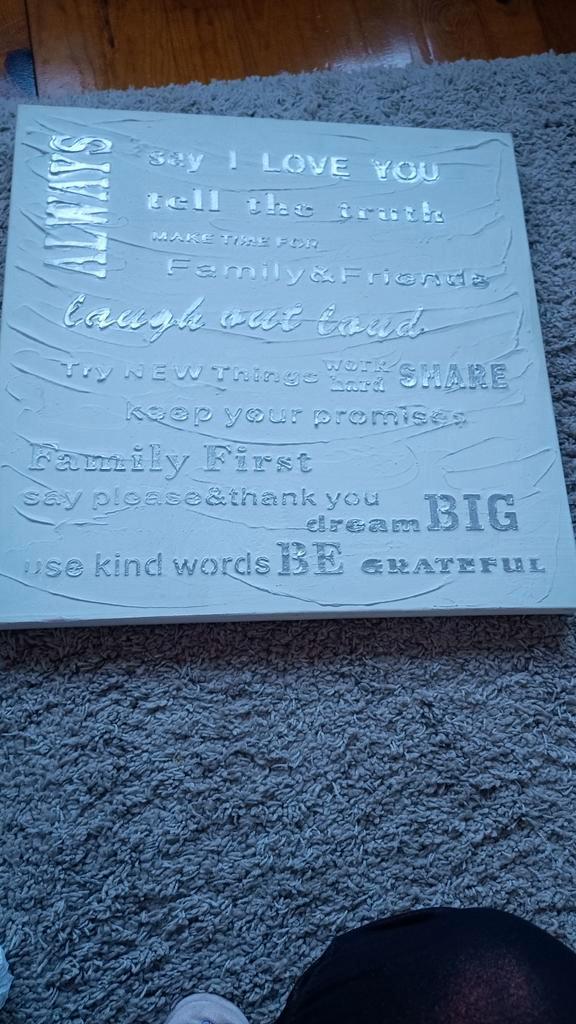 ALWAYS
say I LOVE YOU
tell the truth
MAKE TIME FOR
Family&Friends
laugh out loud
Try NEW Things work hard SHARE
keep your promises
Family First
say please&thank you
dream BIG
use kind words BE GRATEFUL